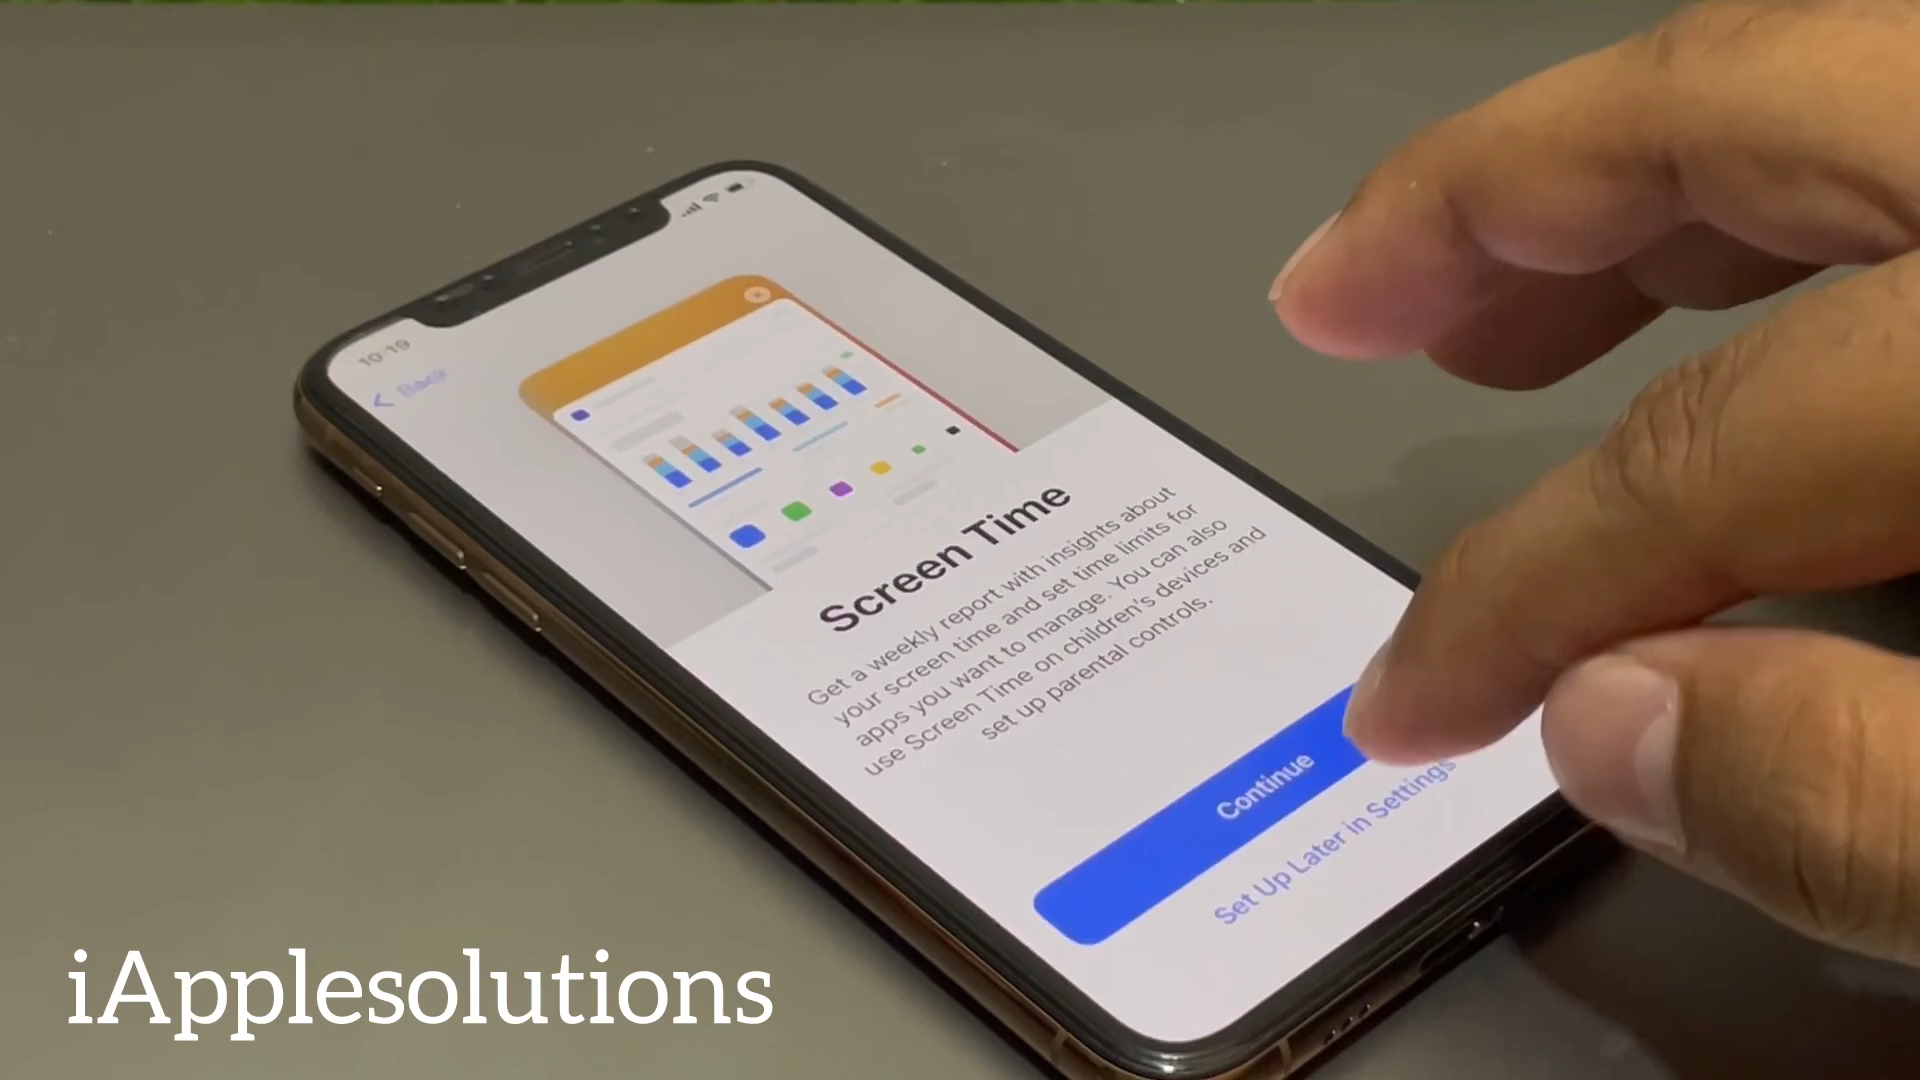 10:19
Back
Screen Time
Get a weekly report with insights about
your screen time and set time limits for
apps you want to manage. You can also
use Screen Time on children's devices and
set up parental controls.
Continue
Set Up Later in Settings
iApplesolutions